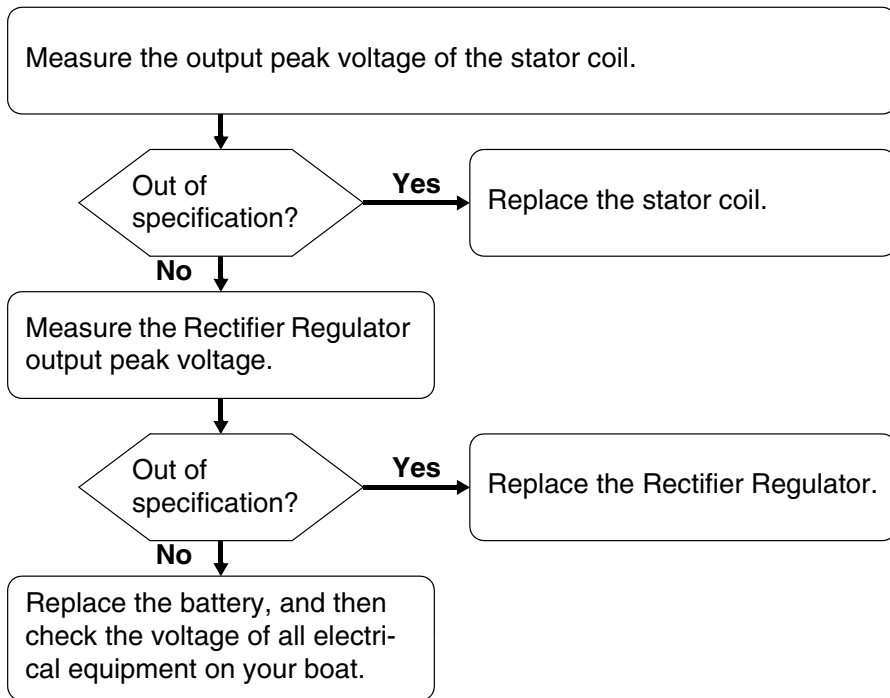 Measure the output peak voltage of the stator coil.
Out of
specification?
Yes
Replace the stator coil.
No
Measure the Rectifier Regulator
output peak voltage.
Out of
specification?
Yes
Replace the Rectifier Regulator.
No
Replace the battery, and then
check the voltage of all electri-
cal equipment on your boat.